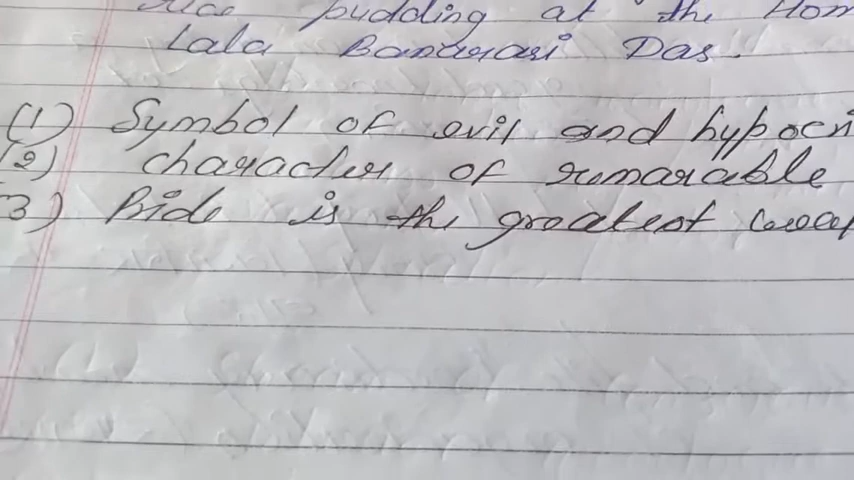 pudding at the
Lala Banarasi Das.
(1) Symbol of evil and hypocri
(2) character of remarable
3) Pride is the greatest